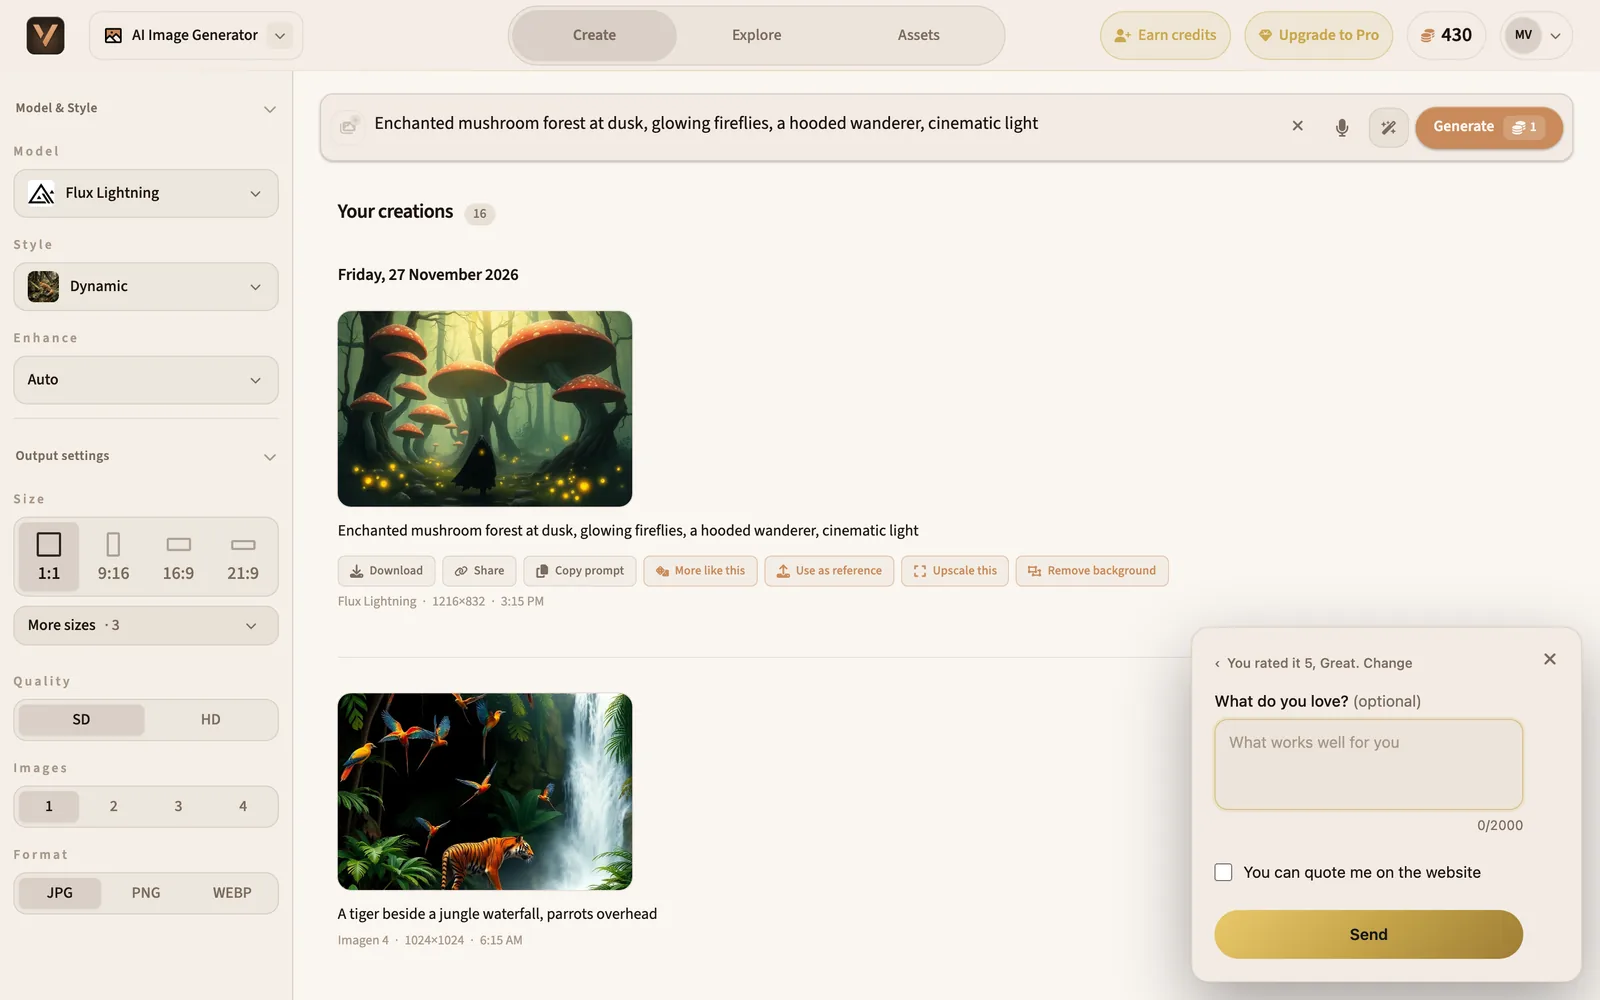 AI Image Generator
Create
Explore
Assets
Earn credits
Upgrade to Pro
430
MV
Model & Style
Model
Flux Lightning
Style
Dynamic
Enhance
Auto
Output settings
Size
1:1
9:16
16:9
21:9
More sizes · 3
Quality
SD
HD
Images
1
2
3
4
Format
JPG
PNG
WEBP
Enchanted mushroom forest at dusk, glowing fireflies, a hooded wanderer, cinematic light
Generate 1
Your creations 16
Friday, 27 November 2026
Enchanted mushroom forest at dusk, glowing fireflies, a hooded wanderer, cinematic light
Download
Share
Copy prompt
More like this
Use as reference
Upscale this
Remove background
Flux Lightning · 1216×832 · 3:15 PM
A tiger beside a jungle waterfall, parrots overhead
Imagen 4 · 1024×1024 · 6:15 AM
‹ You rated it 5, Great. Change
What do you love? (optional)
What works well for you
0/2000
You can quote me on the website
Send